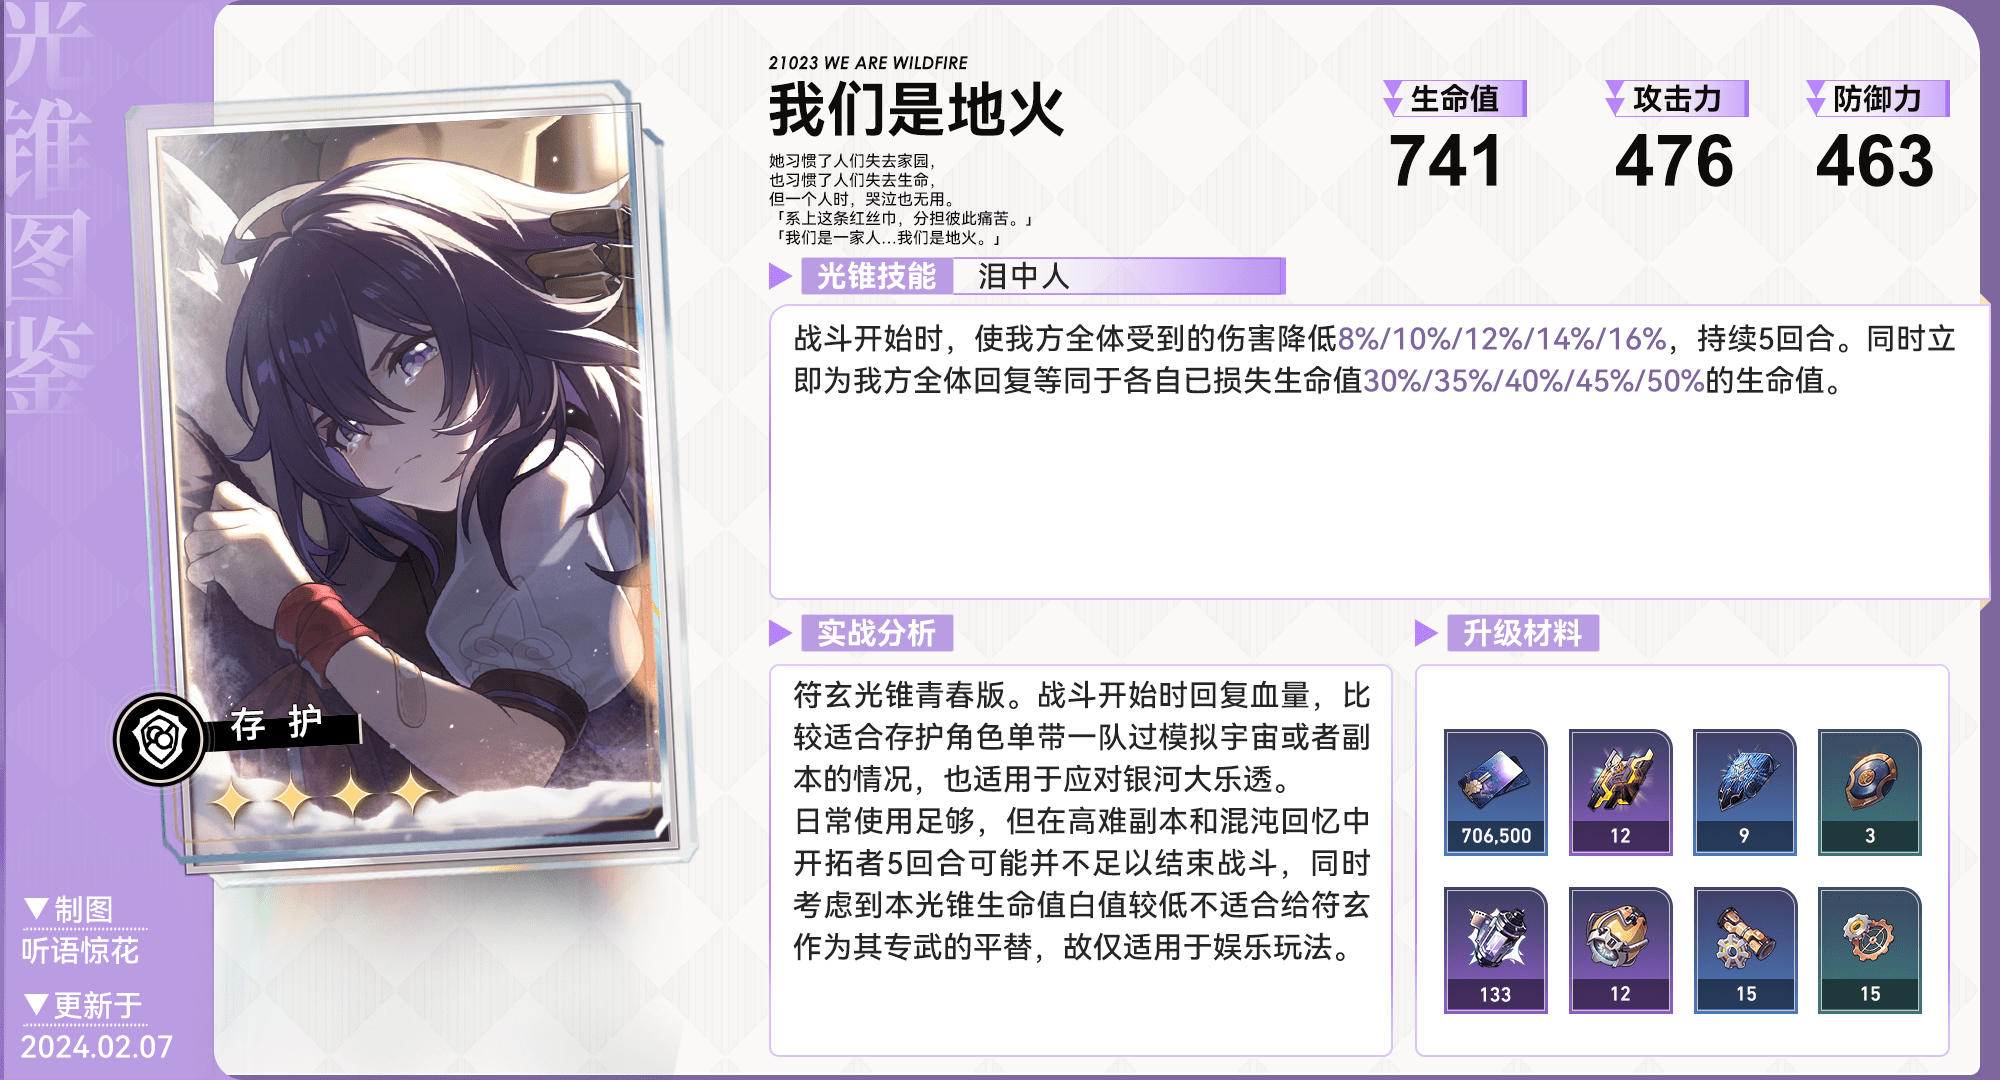 光锥图鉴
21023 WE ARE WILDFIRE
我们是地火
她习惯了人们失去家园，
也习惯了人们失去生命，
但一个人时，哭泣也无用。
「系上这条红丝巾，分担彼此痛苦。」
「我们是一家人...我们是地火。」
生命值
741
攻击力
476
防御力
463
光锥技能
泪中人
战斗开始时，使我方全体受到的伤害降低8%/10%/12%/14%/16%，持续5回合。同时立
即为我方全体回复等同于各自已损失生命值30%/35%/40%/45%/50%的生命值。
存护
实战分析
符玄光锥青春版。战斗开始时回复血量，比
较适合存护角色单带一队过模拟宇宙或者副
本的情况，也适用于应对银河大乐透。
日常使用足够，但在高难副本和混沌回忆中
开拓者5回合可能并不足以结束战斗，同时
考虑到本光锥生命值白值较低不适合给符玄
作为其专武的平替，故仅适用于娱乐玩法。
升级材料
706,500
12
9
3
133
12
15
15
▼制图
听语惊花
▼更新于
2024.02.07